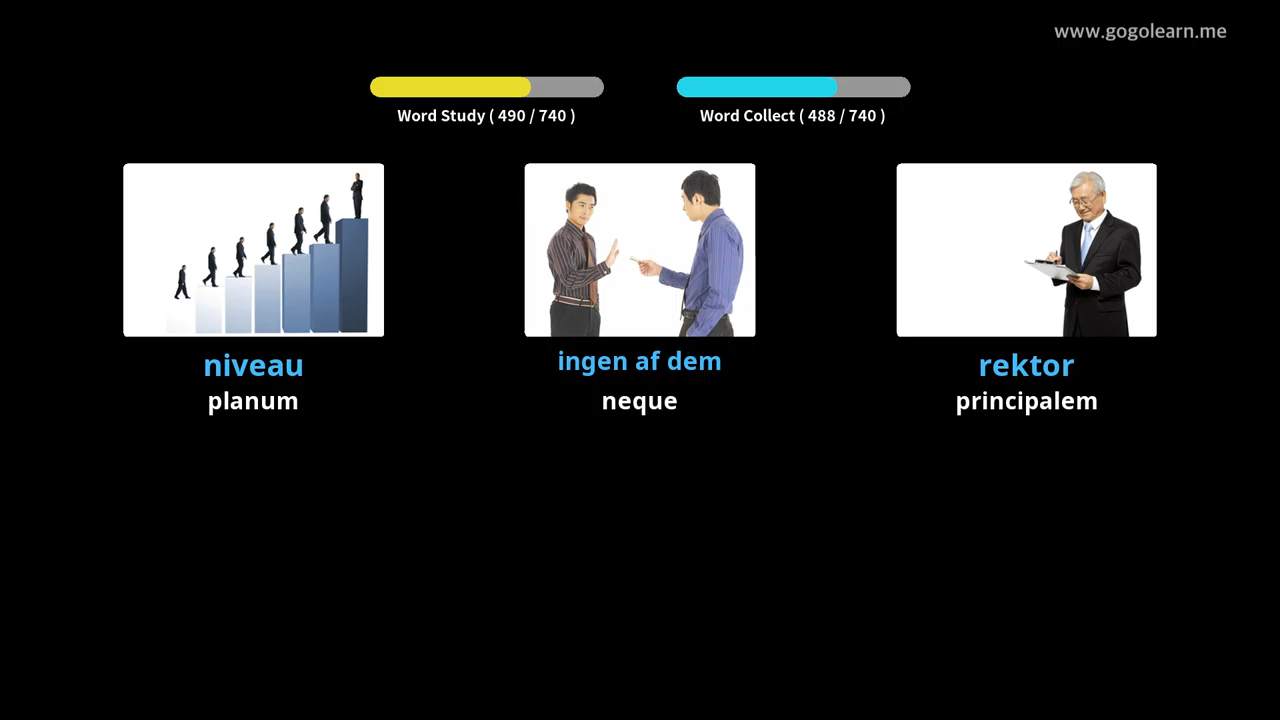 www.gogolearn.me
Word Study ( 490 / 740 )
Word Collect ( 488 / 740 )
niveau
planum
ingen af dem
neque
rektor
principalem